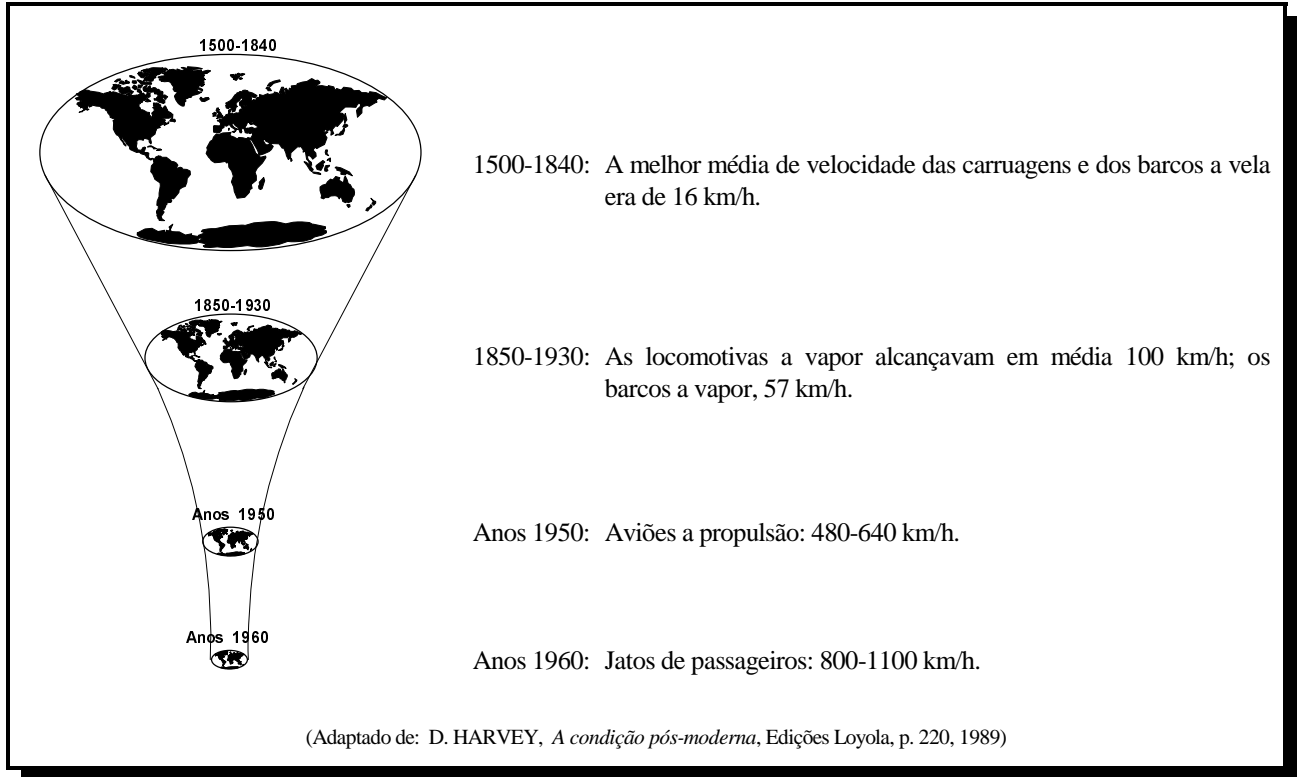 1500-1840
1500-1840: A melhor média de velocidade das carruagens e dos barcos a vela
era de 16 km/h.
1850-1930
1850-1930: As locomotivas a vapor alcançavam em média 100 km/h; os
barcos a vapor, 57 km/h.
Anos 1950
Anos 1950: Aviões a propulsão: 480-640 km/h.
Anos 1960
Anos 1960: Jatos de passageiros: 800-1100 km/h.
(Adaptado de: D. HARVEY, A condição pós-moderna, Edições Loyola, p. 220, 1989)